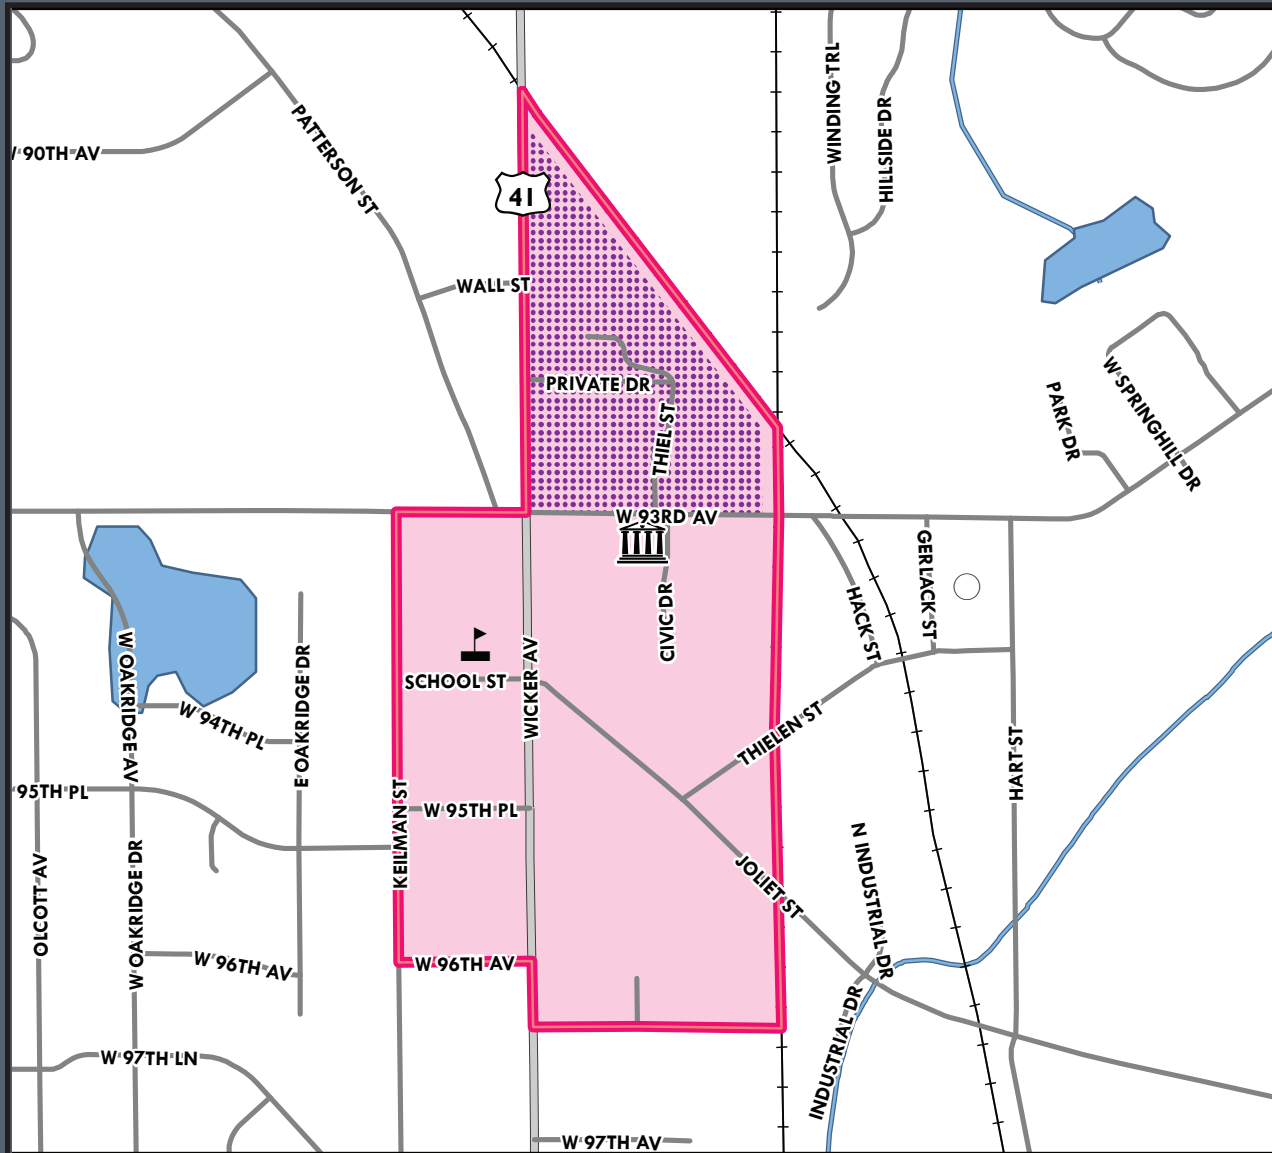 WINDING TRL
HILLSIDE DR
PATTERSON ST
90TH AV
41
WALL ST
PRIVATE DR
THIEL ST
PARK DR
W SPRINGHILL DR
W 93RD AV
GERLACK ST
HACK ST
CIVIC DR
W OAKRIDGE AV
E OAKRIDGE DR
WICKER AV
SCHOOL ST
W 94TH PL
THIELEN ST
HART ST
95TH PL
KEILMAN ST
W 95TH PL
OLCOTT AV
W OAKRIDGE DR
JOLIET ST
N INDUSTRIAL DR
W 96TH AV
W 96TH AV
INDUSTRIAL DR
W 97TH LN
W 97TH AV